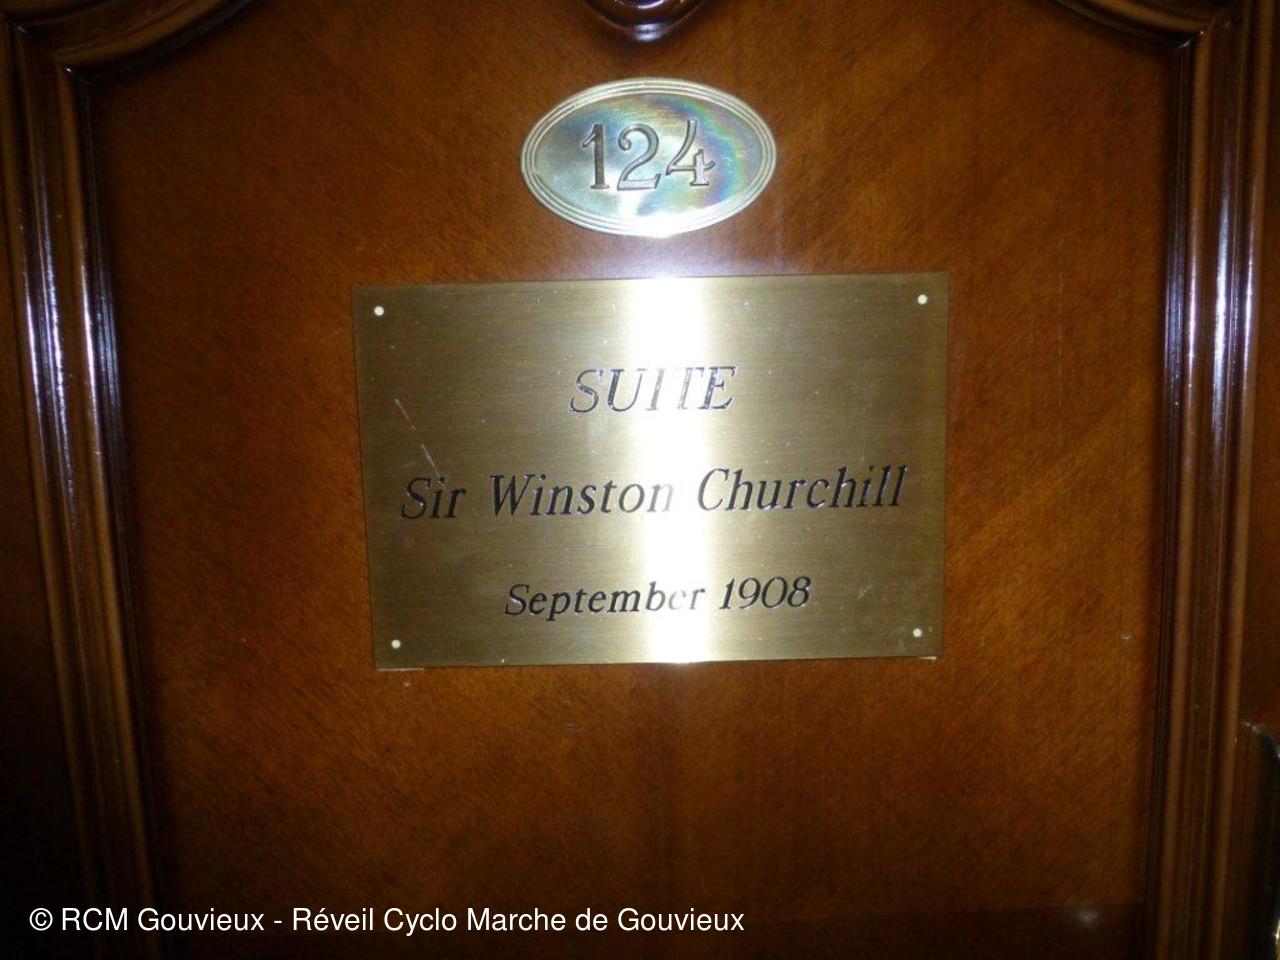 124
SUITE
Sir Winston Churchill
September 1908
© RCM Gouvieux - Réveil Cyclo Marche de Gouvieux